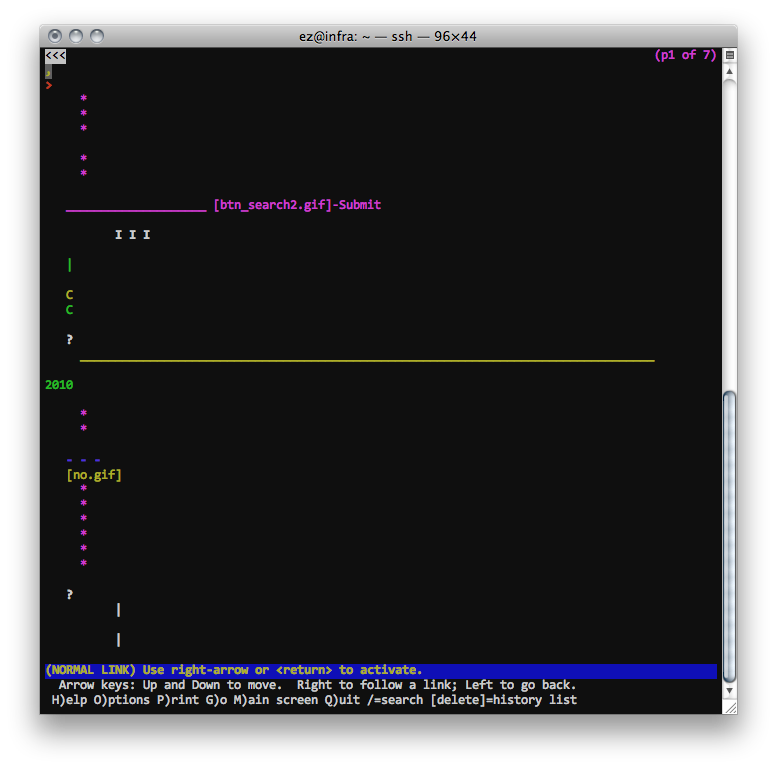 ez@infra: ~ — ssh — 96×44
<<< (p1 of 7)
,
>
*
*
*
*
*
____________________ [btn_search2.gif]-Submit
I I I
|
C
C
?
__________________________________________________________________________________
2010
*
*
- - -
[no.gif]
*
*
*
*
*
*
?
|
|
(NORMAL LINK) Use right-arrow or <return> to activate.
Arrow keys: Up and Down to move.  Right to follow a link; Left to go back.
H)elp O)ptions P)rint G)o M)ain screen Q)uit /=search [delete]=history list